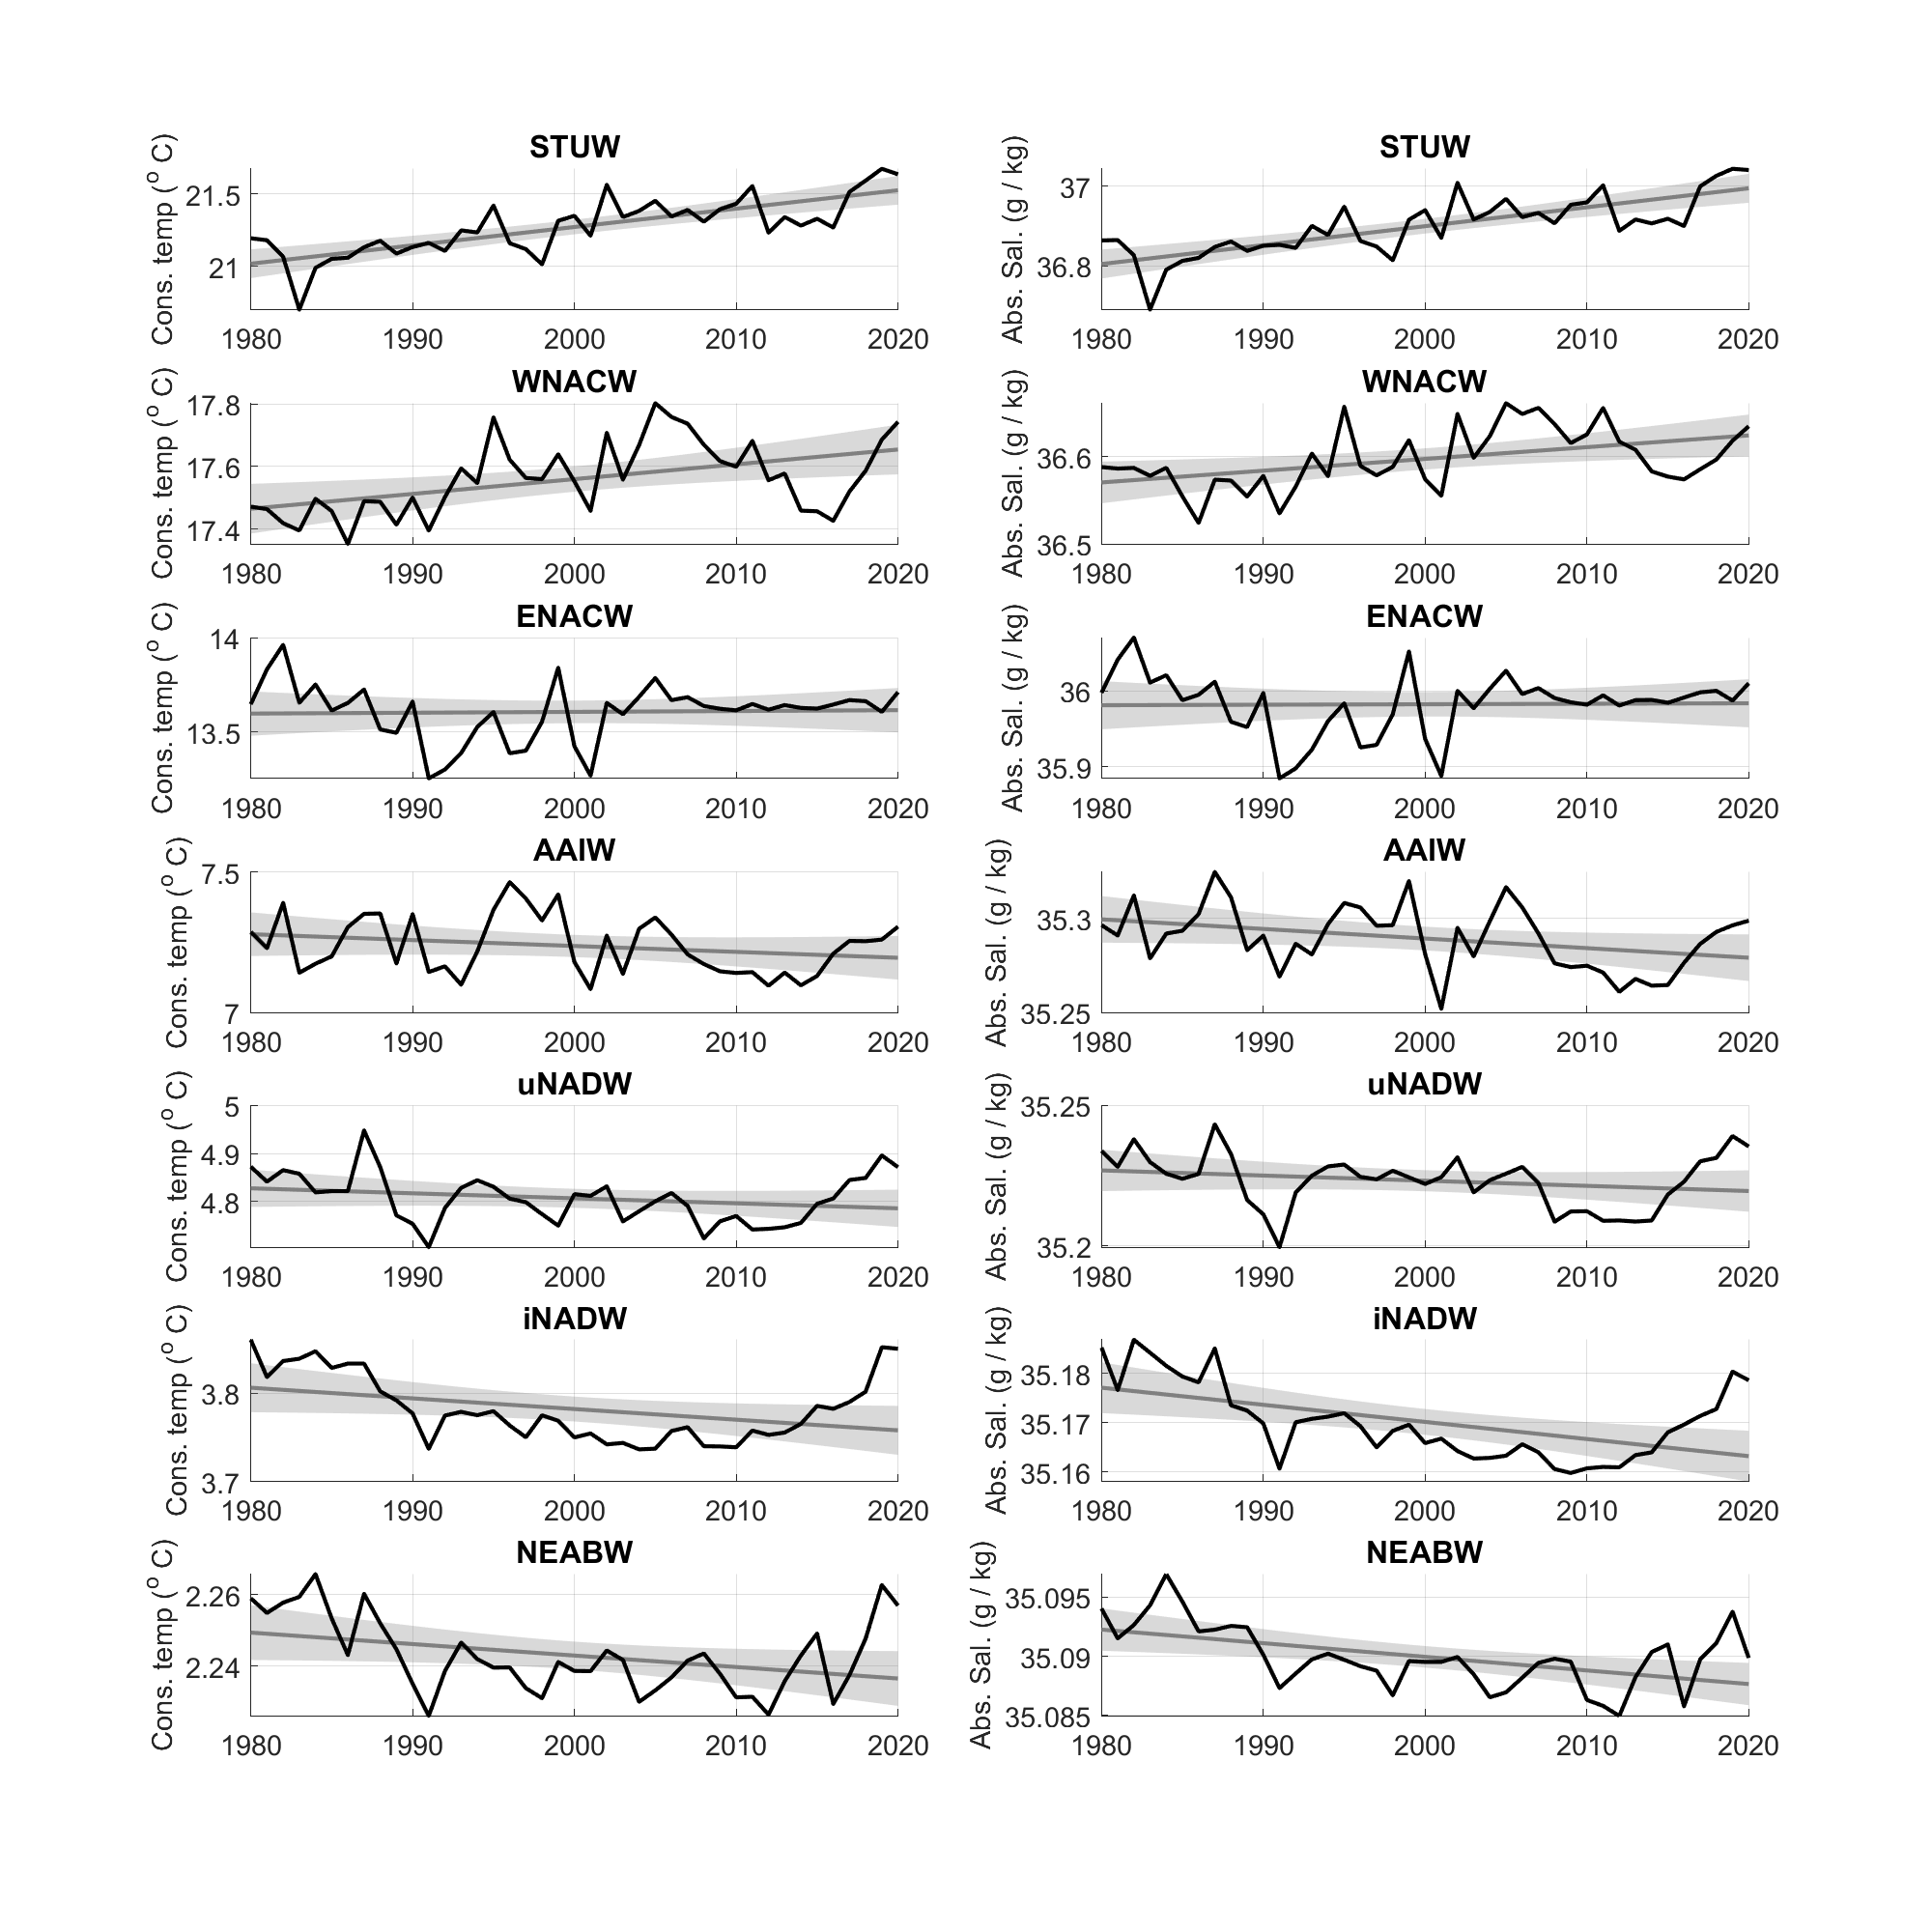 STUW
Cons. temp (° C)
21.5
21
1980 1990 2000 2010 2020
STUW
Abs. Sal. (g / kg)
37
36.8
1980 1990 2000 2010 2020
WNACW
Cons. temp (° C)
17.8
17.6
17.4
1980 1990 2000 2010 2020
WNACW
Abs. Sal. (g / kg)
36.6
36.5
1980 1990 2000 2010 2020
ENACW
Cons. temp (° C)
14
13.5
1980 1990 2000 2010 2020
ENACW
Abs. Sal. (g / kg)
36
35.9
1980 1990 2000 2010 2020
AAIW
Cons. temp (° C)
7.5
7
1980 1990 2000 2010 2020
AAIW
Abs. Sal. (g / kg)
35.3
35.25
1980 1990 2000 2010 2020
uNADW
Cons. temp (° C)
5
4.9
4.8
1980 1990 2000 2010 2020
uNADW
Abs. Sal. (g / kg)
35.25
35.2
1980 1990 2000 2010 2020
iNADW
Cons. temp (° C)
3.8
3.7
1980 1990 2000 2010 2020
iNADW
Abs. Sal. (g / kg)
35.18
35.17
35.16
1980 1990 2000 2010 2020
NEABW
Cons. temp (° C)
2.26
2.24
1980 1990 2000 2010 2020
NEABW
Abs. Sal. (g / kg)
35.095
35.09
35.085
1980 1990 2000 2010 2020